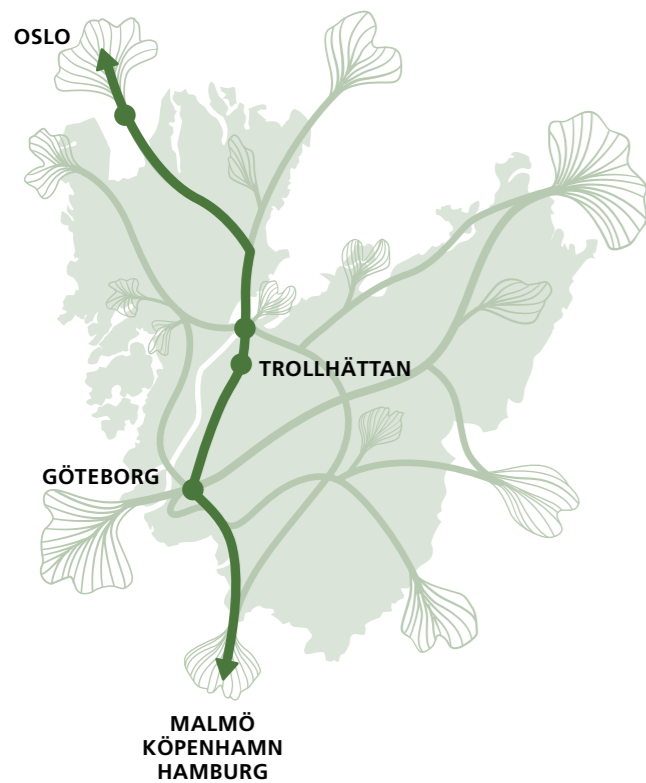 OSLO
TROLLHÄTTAN
GÖTEBORG
MALMÖ
KÖPENHAMN
HAMBURG